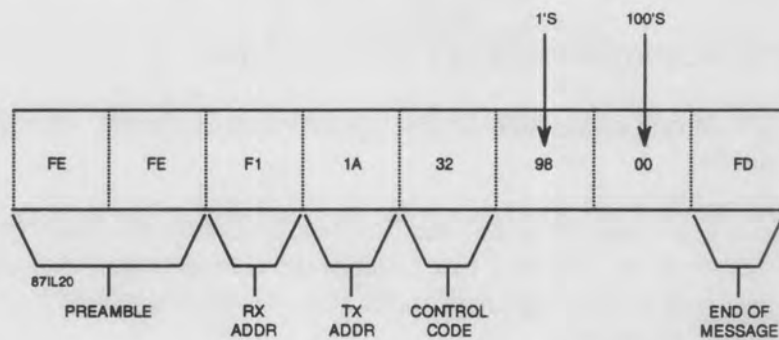 1'S 100'S
FE FE F1 1A 32 98 00 FD
871L20
PREAMBLE RX ADDR TX ADDR CONTROL CODE END OF MESSAGE